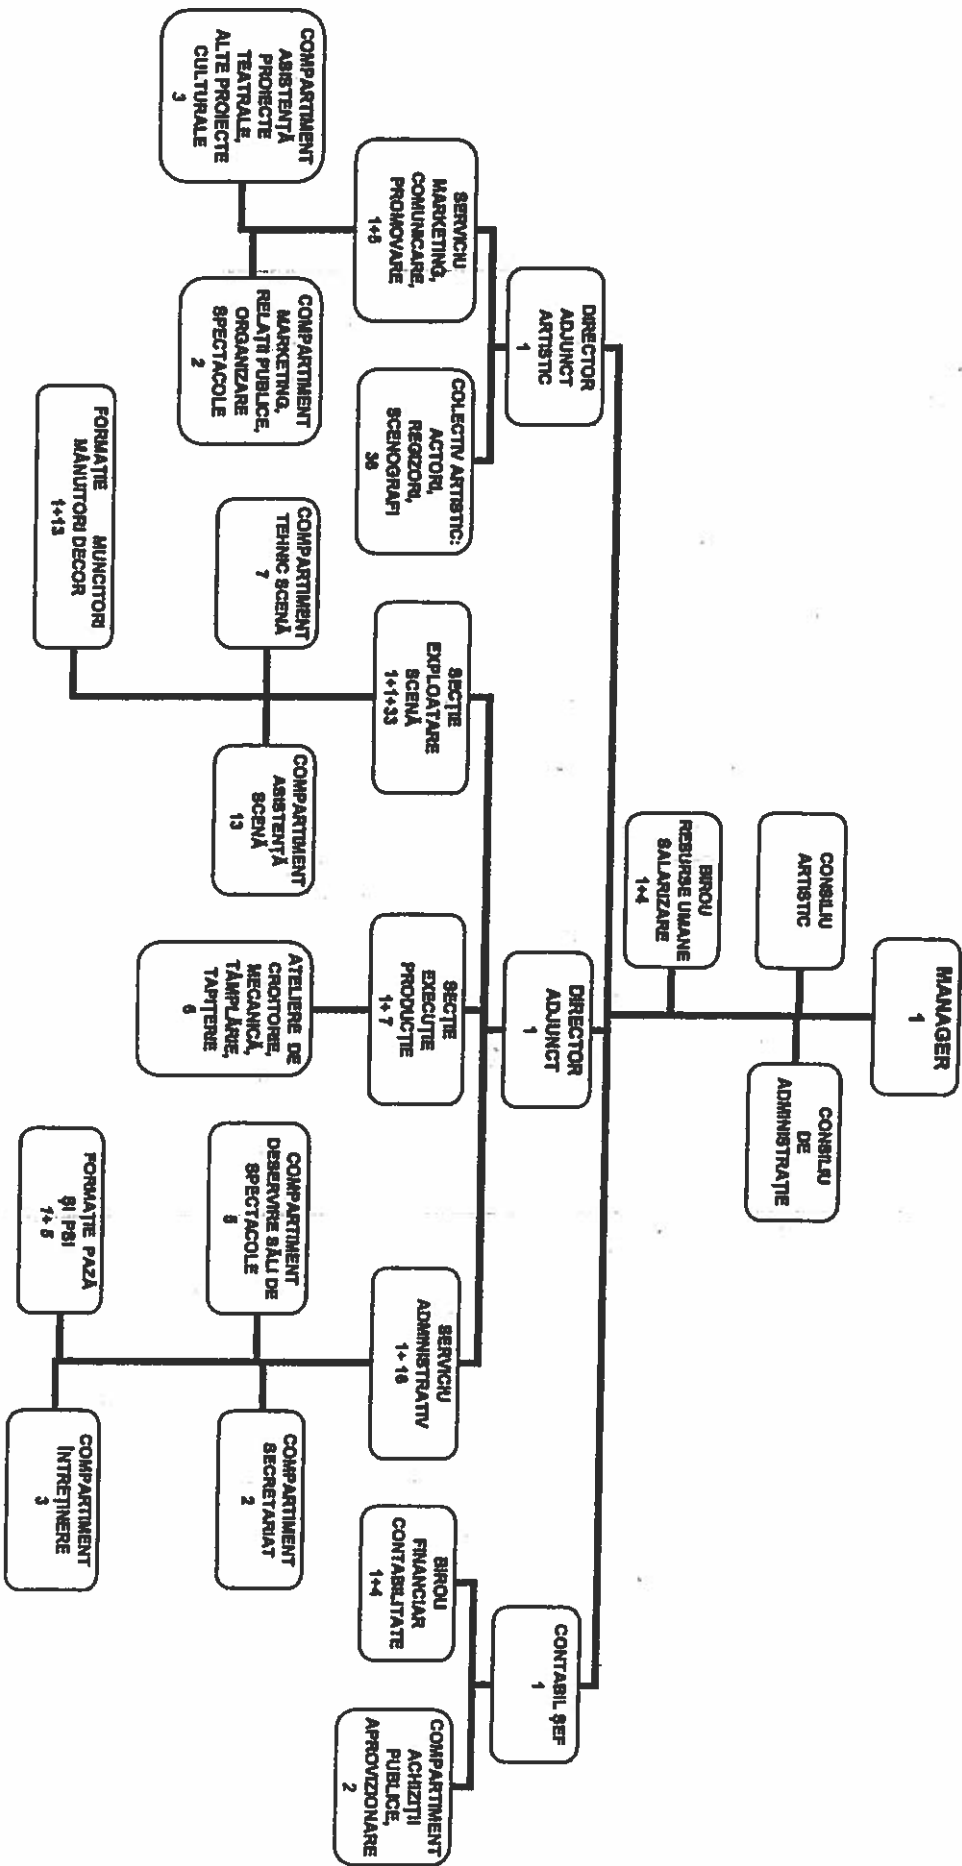 MANAGER
1
CONSILIU
ARTISTIC
CONSILIU
DE
ADMINISTRAȚIE
BIROU
RESURSE UMANE
SALARIZARE
1+4
DIRECTOR
ADJUNCT
ARTISTIC
1
DIRECTOR
ADJUNCT
1
CONTABIL ȘEF
1
SERVICIU
MARKETING,
COMUNICARE,
PROMOVARE
1+5
COLECTIV ARTISTIC:
ACTORI,
REGIZORI,
SCENOGRAFI
36
SECȚIE
EXPLOATARE
SCENĂ
1+1+33
SECȚIE
EXECUȚIE
PRODUCȚIE
1+ 7
SERVICIU
ADMINISTRATIV
1+ 16
BIROU
FINANCIAR
CONTABILITATE
1+4
COMPARTIMENT
ACHIZIȚII
PUBLICE,
APROVIZIONARE
2
COMPARTIMENT
ASISTENȚĂ
PROIECTE
TEATRALE,
ALTE PROIECTE
CULTURALE
3
COMPARTIMENT
MARKETING,
RELAȚII PUBLICE,
ORGANIZARE
SPECTACOLE
2
COMPARTIMENT
TEHNIC SCENĂ
7
COMPARTIMENT
ASISTENȚĂ
SCENĂ
13
ATELIERE DE
CROITORIE,
MECANICĂ,
TÂMPLĂRIE,
TAPIȚERIE
6
COMPARTIMENT
DESERVIRE SĂLI DE
SPECTACOLE
5
COMPARTIMENT
SECRETARIAT
2
FORMAȚIE MUNCITORI
MÂNUITORI DECOR
1+13
FORMAȚIE PAZĂ
ȘI PSI
1+ 5
COMPARTIMENT
ÎNTREȚINERE
3